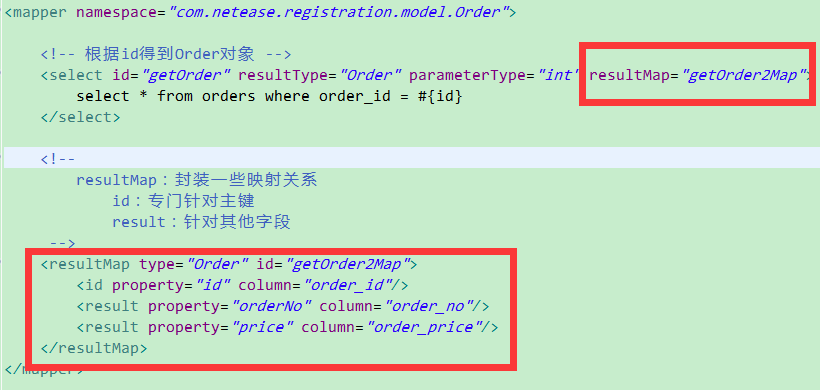 <mapper namespace="com.netease.registration.model.Order">
<!-- 根据id得到Order对象 -->
<select id="getOrder" resultType="Order" parameterType="int" resultMap="getOrder2Map">
select * from orders where order_id = #{id}
</select>
<!--
resultMap：封装一些映射关系
id：专门针对主键
result：针对其他字段
-->
<resultMap type="Order" id="getOrder2Map">
<id property="id" column="order_id"/>
<result property="orderNo" column="order_no"/>
<result property="price" column="order_price"/>
</resultMap>
</mapper>